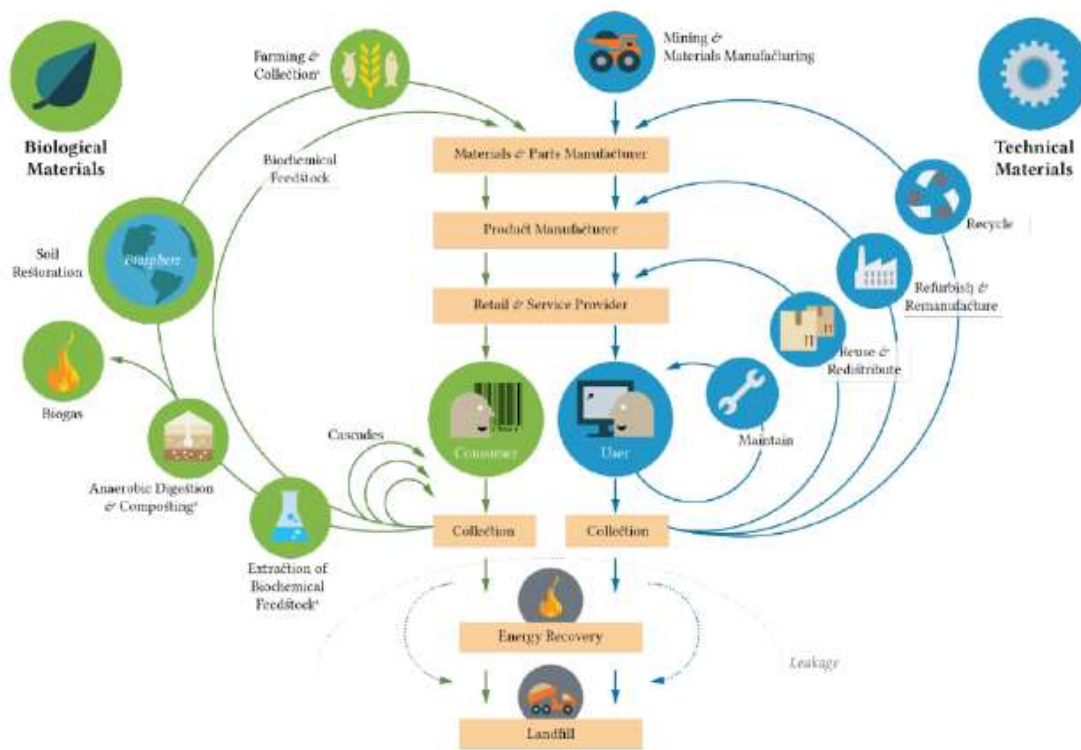 Biological
Materials
Farming &
Collection¹
Mining &
Materials Manufacturing
Technical
Materials
Biochemical
Feedstock
Materials & Parts Manufacturer
Recycle
Soil
Restoration
Biosphere
Product Manufacturer
Refurbish &
Remanufacture
Retail & Service Provider
Reuse &
Redistribute
Biogas
Cascades
Consumer
User
Maintain
Anaerobic Digestion
& Composting²
Collection
Collection
Extraction of
Biochemical
Feedstock²
Energy Recovery
Leakage
Landfill